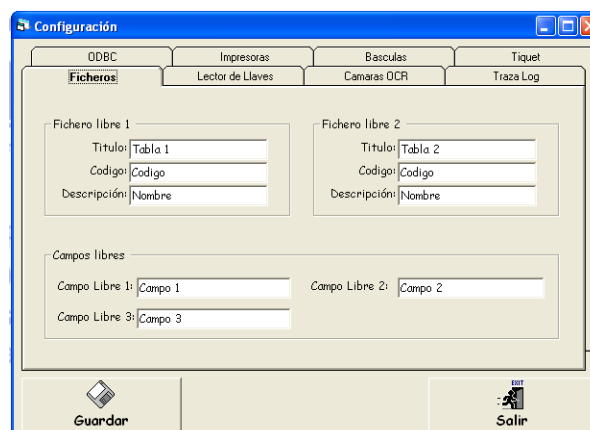 Configuración
ODBC Impresoras Basculas Tiquet
Ficheros Lector de Llaves Camaras OCR Traza Log
Fichero libre 1 Fichero libre 2
Titulo: Tabla 1 Titulo: Tabla 2
Codigo: Codigo Codigo: Codigo
Descripción: Nombre Descripción: Nombre
Campos libres
Campo Libre 1: Campo 1 Campo Libre 2: Campo 2
Campo Libre 3: Campo 3
EXIT
Guardar Salir